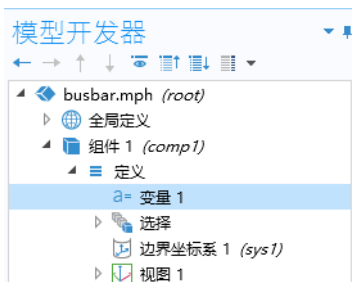 模型开发器
busbar.mph (root)
全局定义
组件 1 (comp1)
定义
a= 变量 1
选择
边界坐标系 1 (sys1)
视图 1